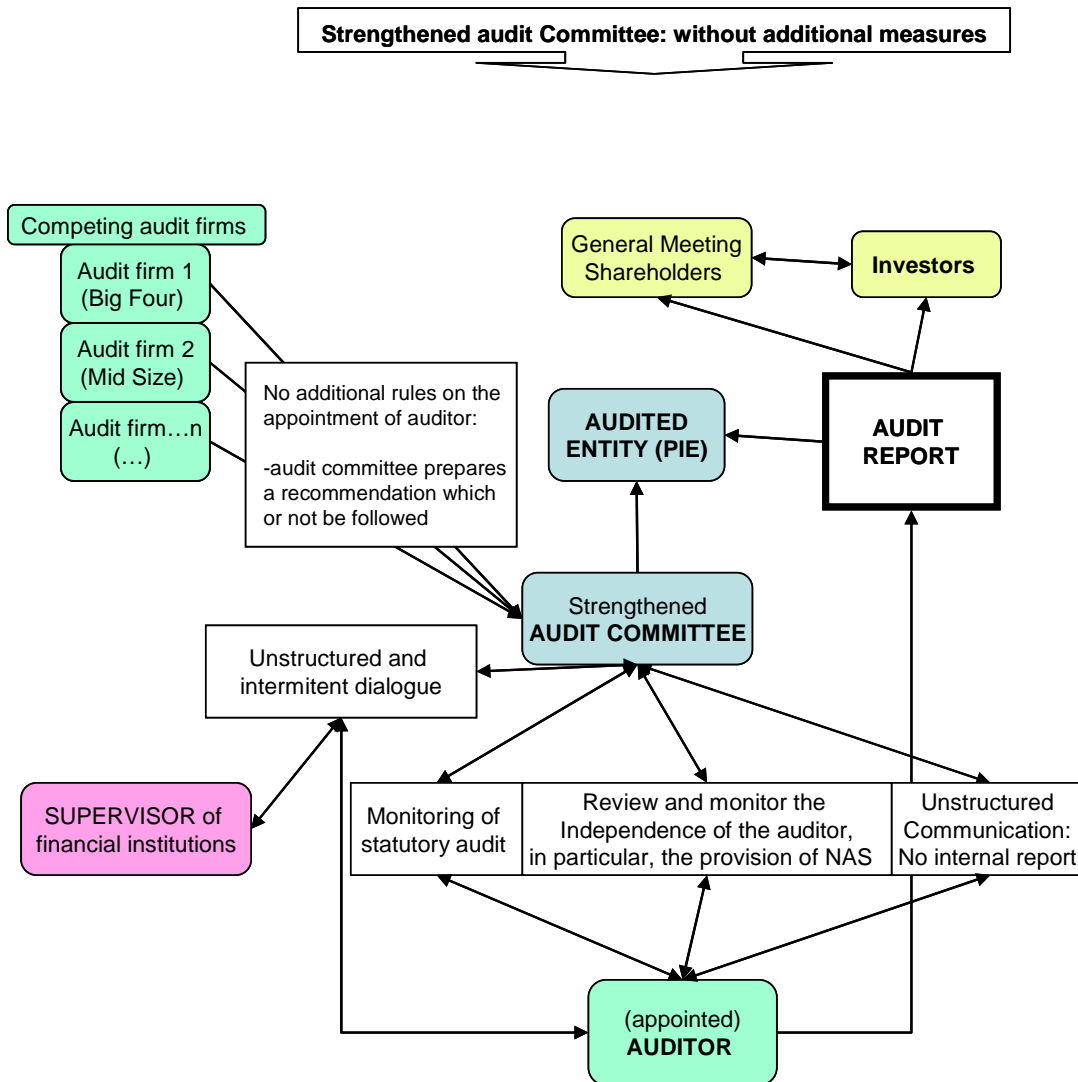 Strengthened audit Committee: without additional measures
Competing audit firms
Audit firm 1
(Big Four)
Audit firm 2
(Mid Size)
Audit firm…n
(…)
No additional rules on the
appointment of auditor:
-audit committee prepares
a recommendation which
or not be followed
General Meeting
Shareholders
Investors
AUDITED
ENTITY (PIE)
AUDIT
REPORT
Strengthened
AUDIT COMMITTEE
Unstructured and
intermitent dialogue
SUPERVISOR of
financial institutions
Monitoring of
statutory audit
Review and monitor the
Independence of the auditor,
in particular, the provision of NAS
Unstructured
Communication:
No internal report
(appointed)
AUDITOR